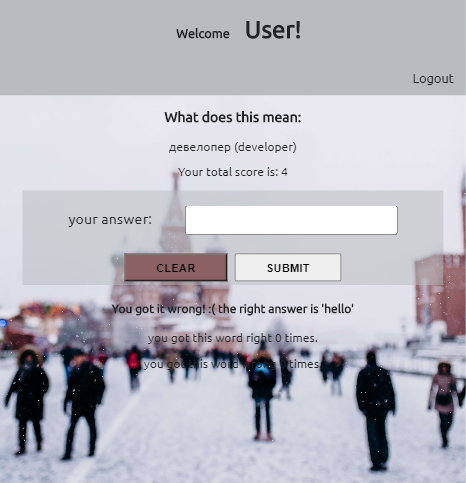 Welcome User!
Logout
What does this mean:
девелопер (developer)
Your total score is: 4
your answer:
CLEAR SUBMIT
You got it wrong! :( the right answer is 'hello'
you got this word right 0 times.
you got this word times.